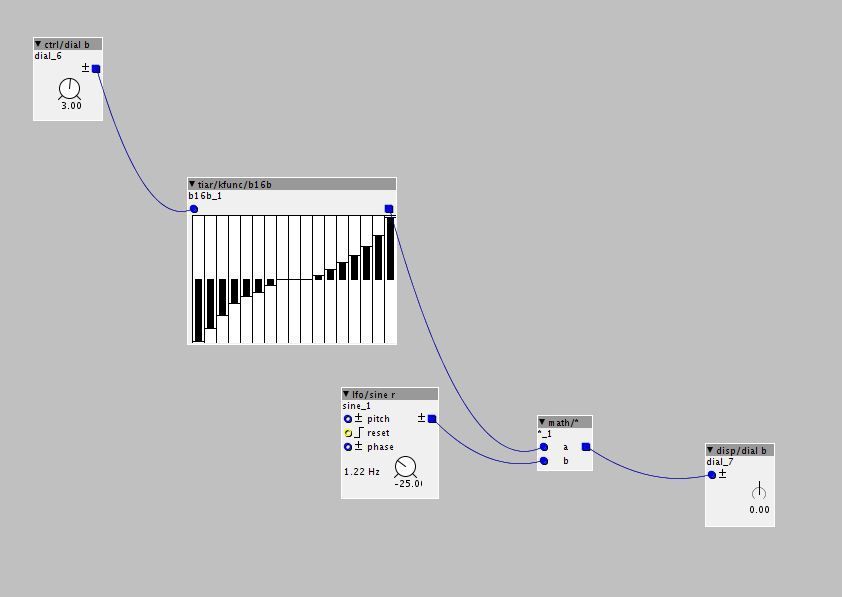 ctrl/dial b
dial_6
±
3.00
tiar/kfunc/b16b
b16b_1
lfo/sine r
sine_1
± pitch ±
reset
± phase
1.22 Hz
-25.0
math/*
*_1
a
b
disp/dial b
dial_7
±
0.00